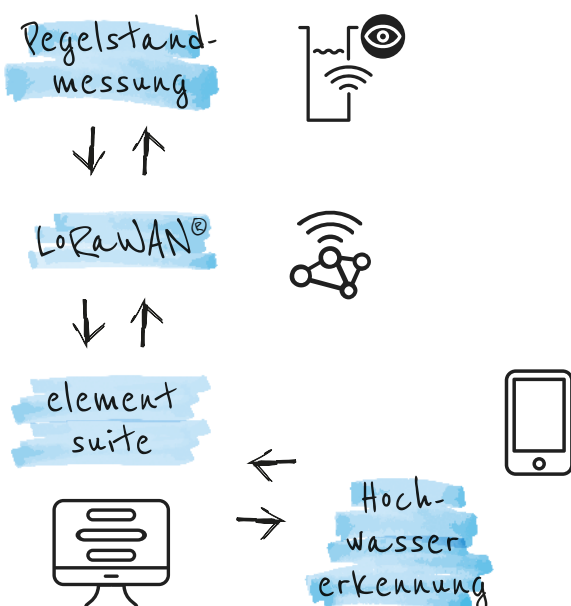 Pegelstand-
messung
LoRaWAN®
element
suite
Hoch-
wasser
erkennung